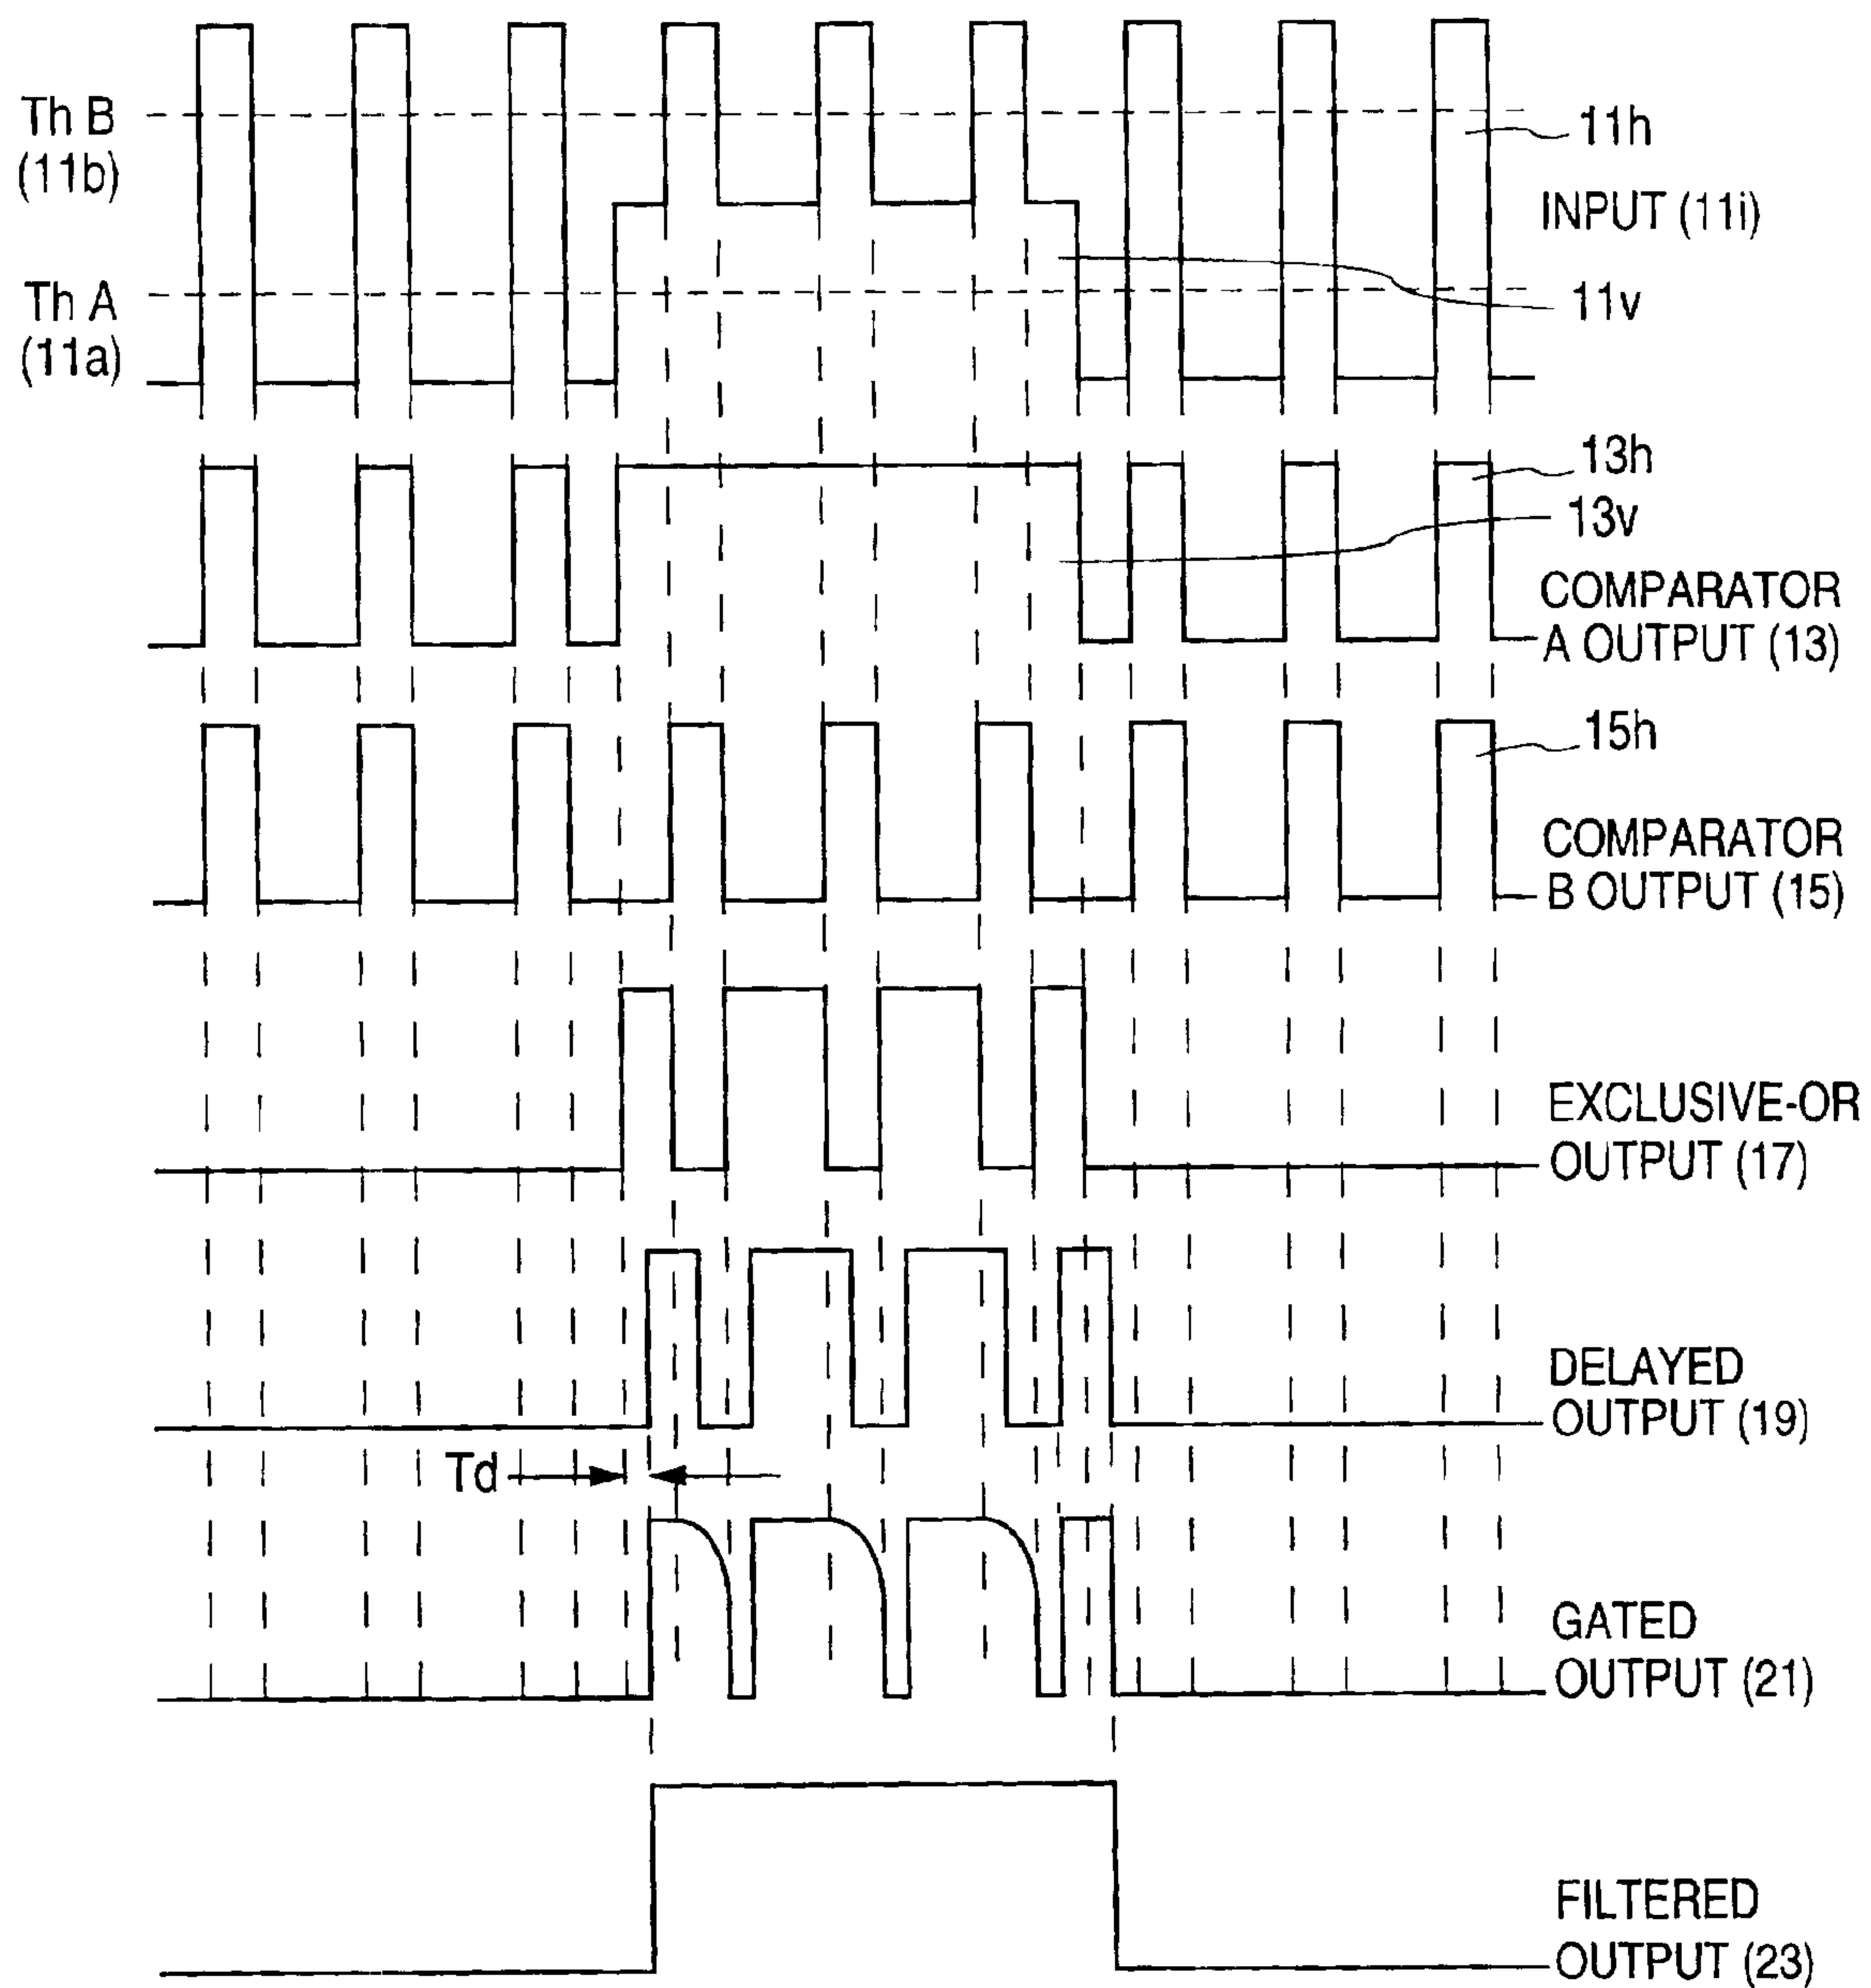 Th B
(11b)
11h
INPUT (11i)
Th A
(11a)
11v
13h
13v
COMPARATOR
A OUTPUT (13)
15h
COMPARATOR
B OUTPUT (15)
EXCLUSIVE-OR
OUTPUT (17)
DELAYED
OUTPUT (19)
Td
GATED
OUTPUT (21)
FILTERED
OUTPUT (23)